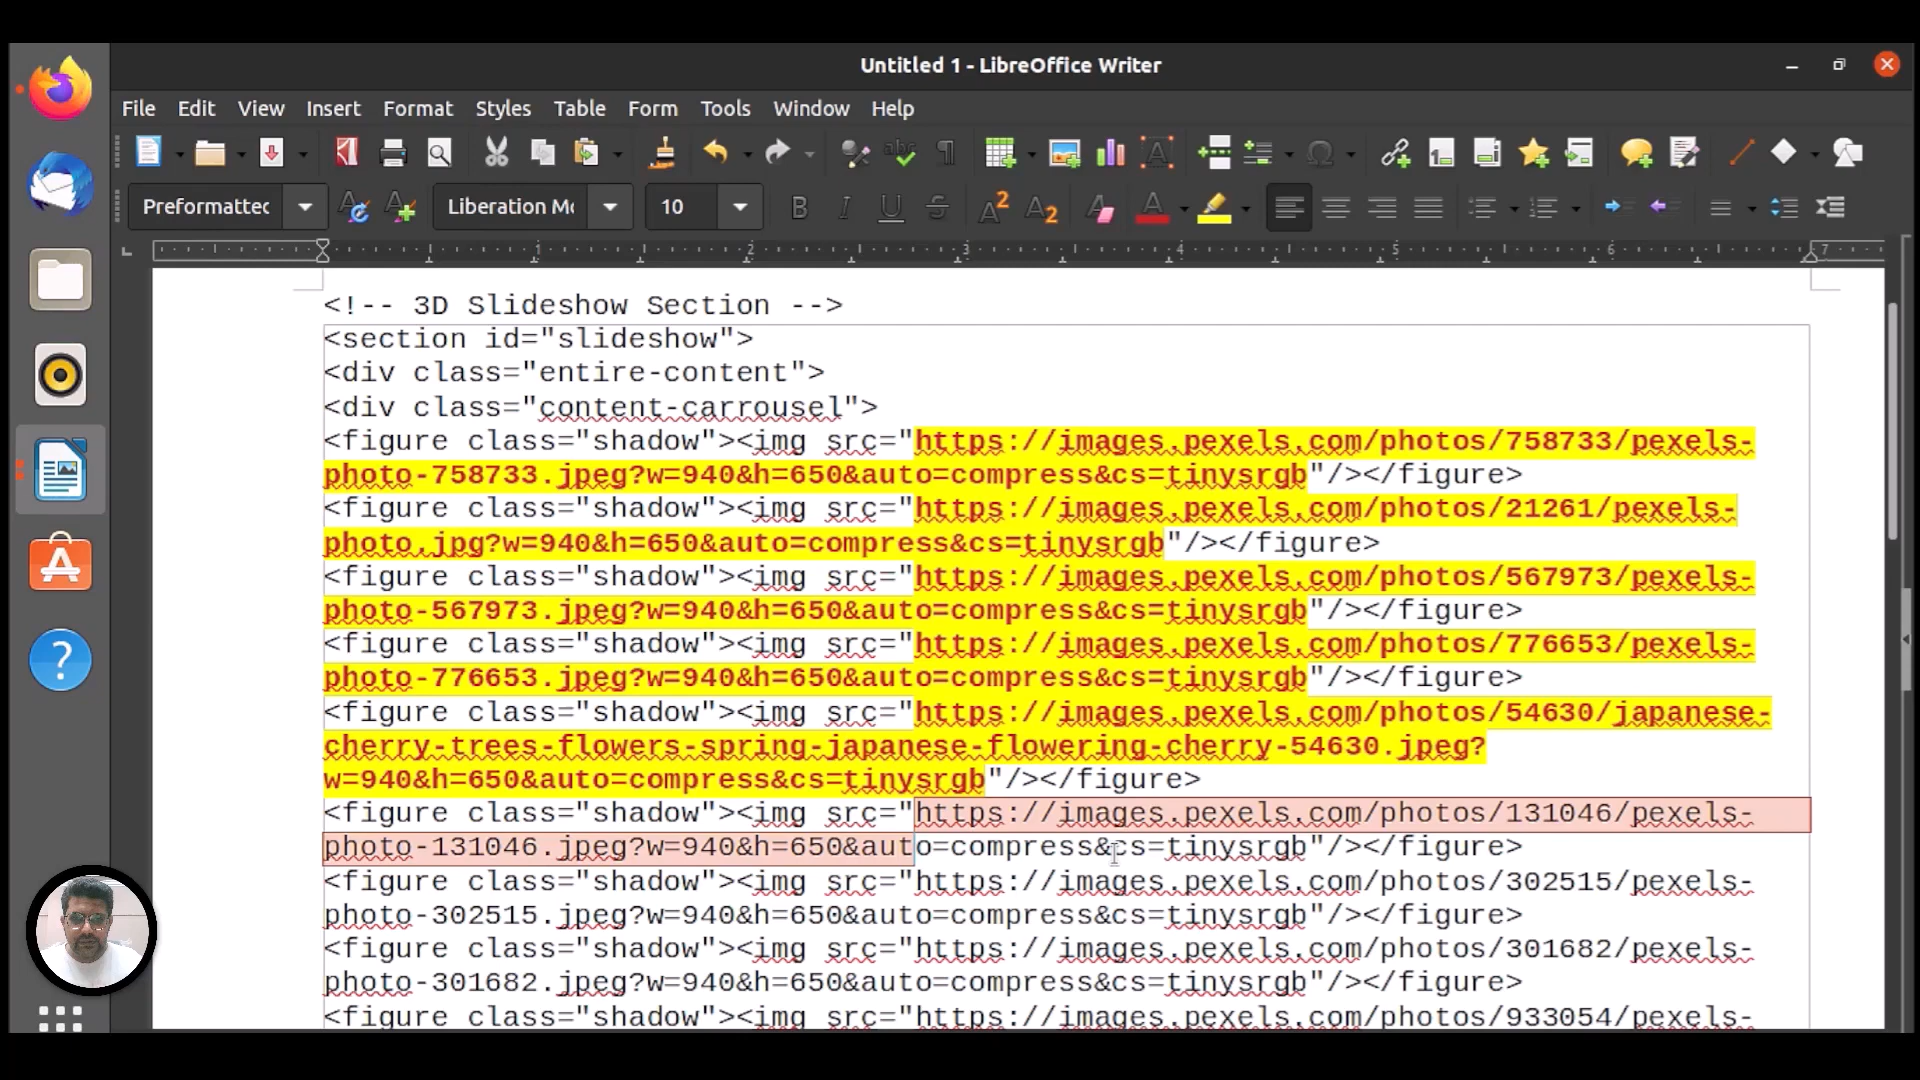 Untitled 1 - LibreOffice Writer
File Edit View Insert Format Styles Table Form Tools Window Help
Preformatted Liberation Mo 10
1 2 3 4 5 6 7
<!-- 3D Slideshow Section -->
<section id="slideshow">
<div class="entire-content">
<div class="content-carrousel">
<figure class="shadow"><img src="https://images.pexels.com/photos/758733/pexels-
photo-758733.jpeg?w=940&h=650&auto=compress&cs=tinysrgb"/></figure>
<figure class="shadow"><img src="https://images.pexels.com/photos/21261/pexels-
photo.jpg?w=940&h=650&auto=compress&cs=tinysrgb"/></figure>
<figure class="shadow"><img src="https://images.pexels.com/photos/567973/pexels-
photo-567973.jpeg?w=940&h=650&auto=compress&cs=tinysrgb"/></figure>
<figure class="shadow"><img src="https://images.pexels.com/photos/776653/pexels-
photo-776653.jpeg?w=940&h=650&auto=compress&cs=tinysrgb"/></figure>
<figure class="shadow"><img src="https://images.pexels.com/photos/54630/japanese-
cherry-trees-flowers-spring-japanese-flowering-cherry-54630.jpeg?
w=940&h=650&auto=compress&cs=tinysrgb"/></figure>
<figure class="shadow"><img src="https://images.pexels.com/photos/131046/pexels-
photo-131046.jpeg?w=940&h=650&auto=compress&cs=tinysrgb"/></figure>
<figure class="shadow"><img src="https://images.pexels.com/photos/302515/pexels-
photo-302515.jpeg?w=940&h=650&auto=compress&cs=tinysrgb"/></figure>
<figure class="shadow"><img src="https://images.pexels.com/photos/301682/pexels-
photo-301682.jpeg?w=940&h=650&auto=compress&cs=tinysrgb"/></figure>
<figure class="shadow"><img src="https://images.pexels.com/photos/933054/pexels-